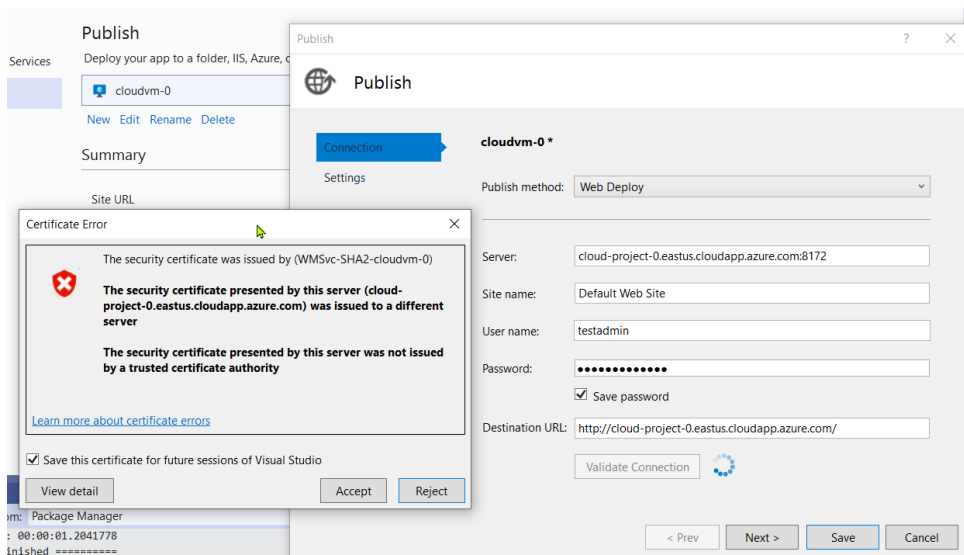 Publish
Services
Deploy your app to a folder, IIS, Azure,
cloudvm-0
New Edit Rename Delete
Summary
Site URL
Publish
?
Publish
Connection
Settings
cloudvm-0 *
Publish method: Web Deploy
Server: cloud-project-0.eastus.cloudapp.azure.com:8172
Site name: Default Web Site
User name: testadmin
Password: •••••••••••••
Save password
Destination URL: http://cloud-project-0.eastus.cloudapp.azure.com/
Validate Connection
< Prev Next > Save Cancel
Certificate Error
The security certificate was issued by (WMSvc-SHA2-cloudvm-0)
The security certificate presented by this server (cloud-
project-0.eastus.cloudapp.azure.com) was issued to a different
server
The security certificate presented by this server was not issued
by a trusted certificate authority
Learn more about certificate errors
Save this certificate for future sessions of Visual Studio
View detail Accept Reject
om: Package Manager
: 00:00:01.2041778
inished ==========